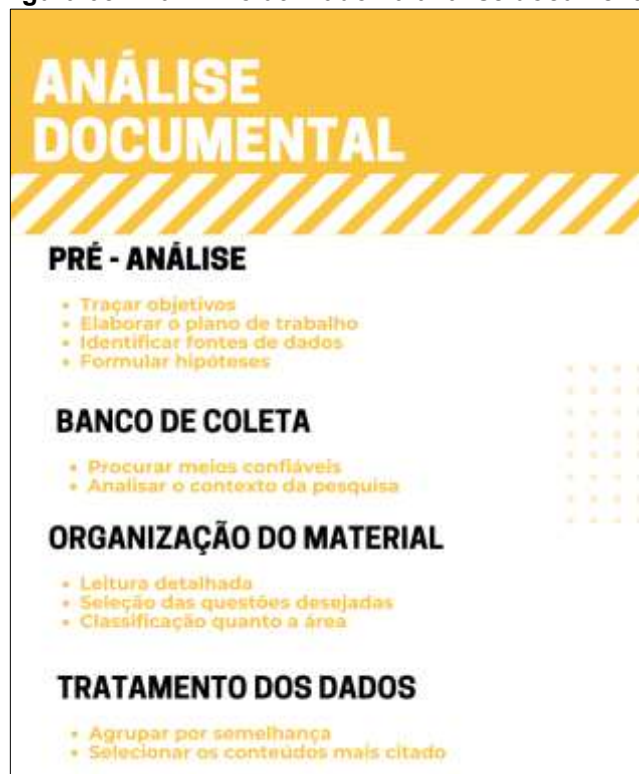 ANÁLISE
DOCUMENTAL
PRÉ - ANÁLISE
• Traçar objetivos
• Elaborar o plano de trabalho
• Identificar fontes de dados
• Formular hipóteses
BANCO DE COLETA
• Procurar meios confiáveis
• Analisar o contexto da pesquisa
ORGANIZAÇÃO DO MATERIAL
• Leitura detalhada
• Seleção das questões desejadas
• Classificação quanto a área
TRATAMENTO DOS DADOS
• Agrupar por semelhança
• Selecionar os conteúdos mais citado